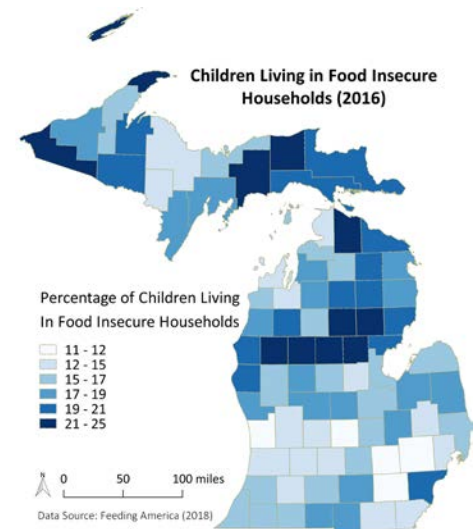 Children Living in Food Insecure
Households (2016)
Percentage of Children Living
In Food Insecure Households
11 - 12
12 - 15
15 - 17
17 - 19
19 - 21
21 - 25
N
0 50 100 miles
Data Source: Feeding America (2018)